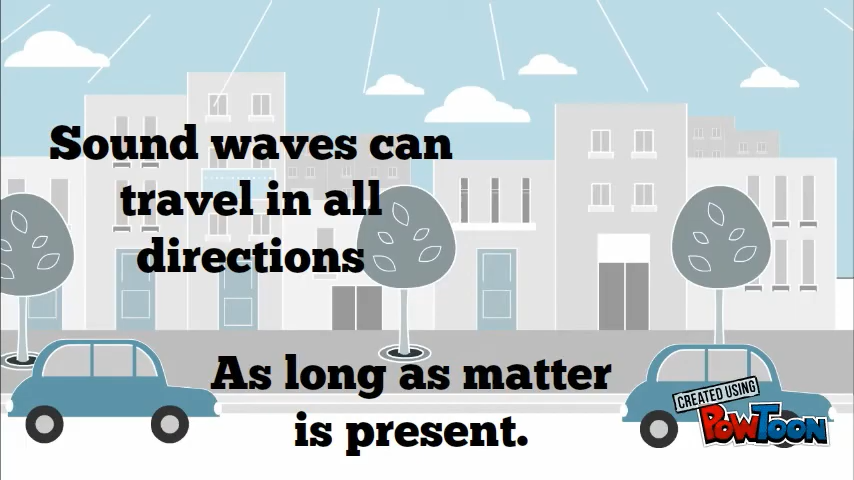 Sound waves can
travel in all
directions
As long as matter
is present.
CREATED USING
POWTOON